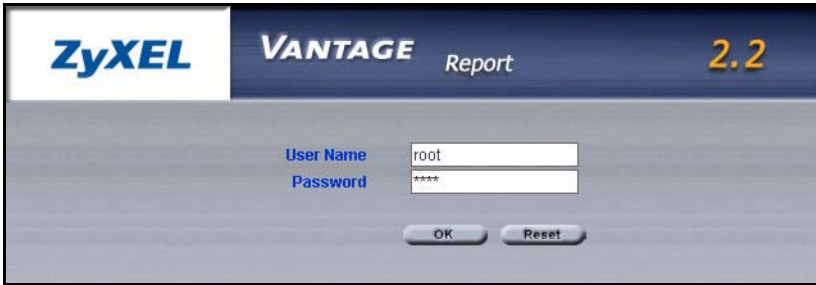 ZyXEL VANTAGE Report 2.2
User Name root
Password ****
OK Reset